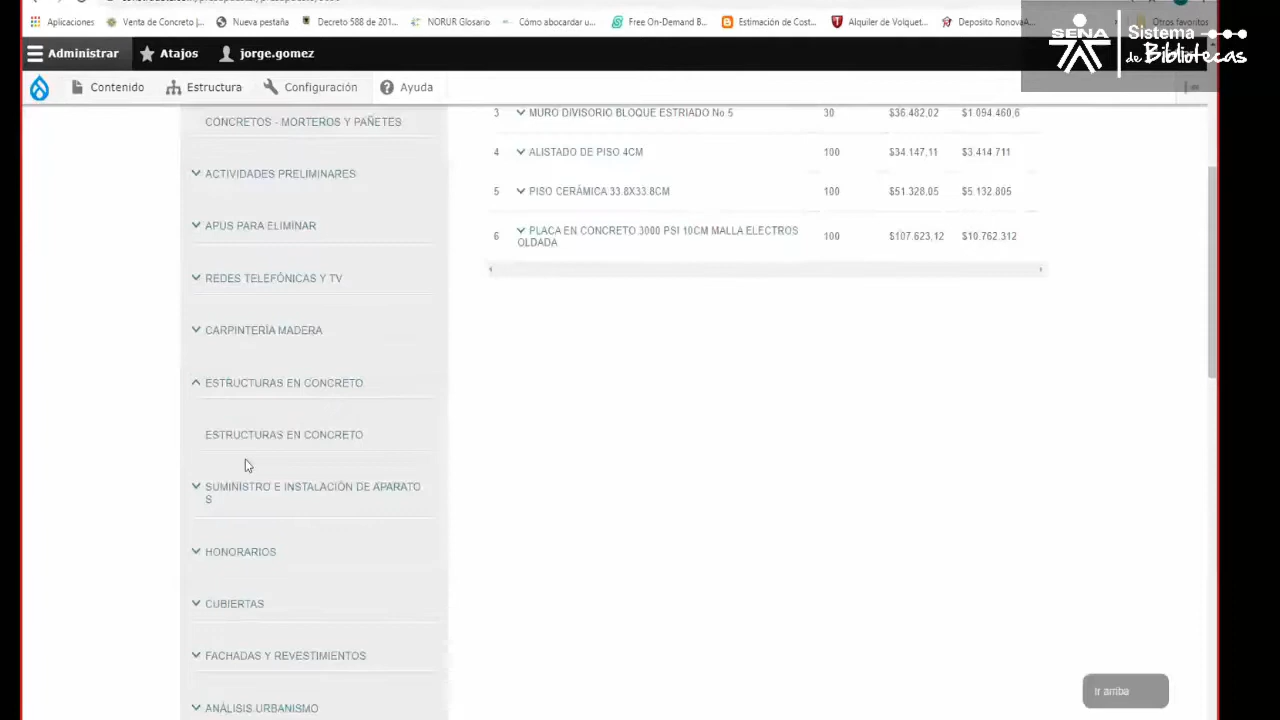 Aplicaciones
Venta de Concreto |...
Nueva pestaña
Decreto 588 de 201...
NORUR Glosario
Cómo abocardar u...
Free On-Demand B...
Estimación de Cost...
Alquiler de Volquet...
Deposito RonovA...
Otros favoritos
SENA
Sistema
de Bibliotecas
Administrar
Atajos
jorge.gomez
Contenido
Estructura
Configuración
Ayuda
CONCRETOS - MORTEROS Y PAÑETES
ACTIVIDADES PRELIMINARES
APUS PARA ELIMINAR
REDES TELEFÓNICAS Y TV
CARPINTERÍA MADERA
ESTRUCTURAS EN CONCRETO
ESTRUCTURAS EN CONCRETO
SUMINISTRO E INSTALACIÓN DE APARATO
S
HONORARIOS
CUBIERTAS
FACHADAS Y REVESTIMIENTOS
ANÁLISIS URBANISMO
3 MURO DIVISORIO BLOQUE ESTRIADO No 5 30 $36.482,02 $1.094.460,6
4 ALISTADO DE PISO 4CM 100 $34.147,11 $3.414.711
5 PISO CERÁMICA 33.8X33.8CM 100 $51.328,05 $5.132.805
6 PLACA EN CONCRETO 3000 PSI 10CM MALLA ELECTROS 100 $107.623,12 $10.762.312
OLDADA
Ir arriba